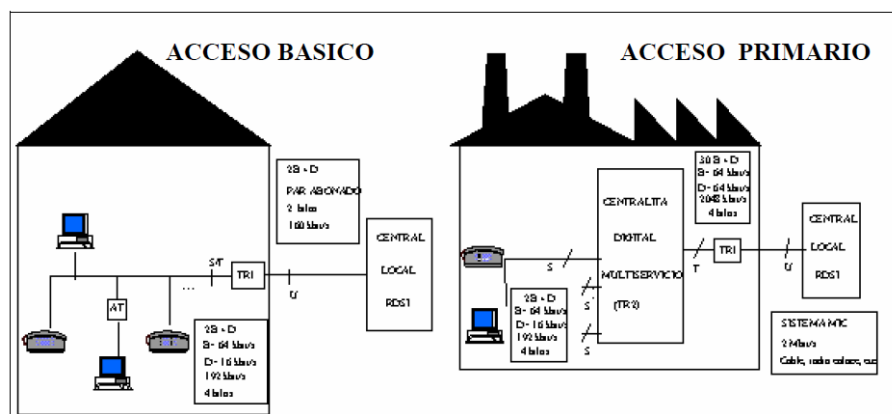 ACCESO BASICO
2B + D
PAR ABONADO
2 hilos
160 kbit/s
CENTRAL
LOCAL
RDSI
S/T
TR1
U
...
AT
2B + D
B- 64 kbit/s
D- 16 kbit/s
192 kbit/s
4 hilos
ACCESO PRIMARIO
30 B + D
B- 64 kbit/s
D- 64 kbit/s
2048 kbit/s
4 hilos
CENTRALITA
DIGITAL
MULTISERVICIO
(TR2)
CENTRAL
LOCAL
RDSI
S
T
TR1
U
S
S
2B + D
B- 64 kbit/s
D- 16 kbit/s
192 kbit/s
4 hilos
SISTEMA MIC
2 Mbit/s
Cable, radio enlace, etc